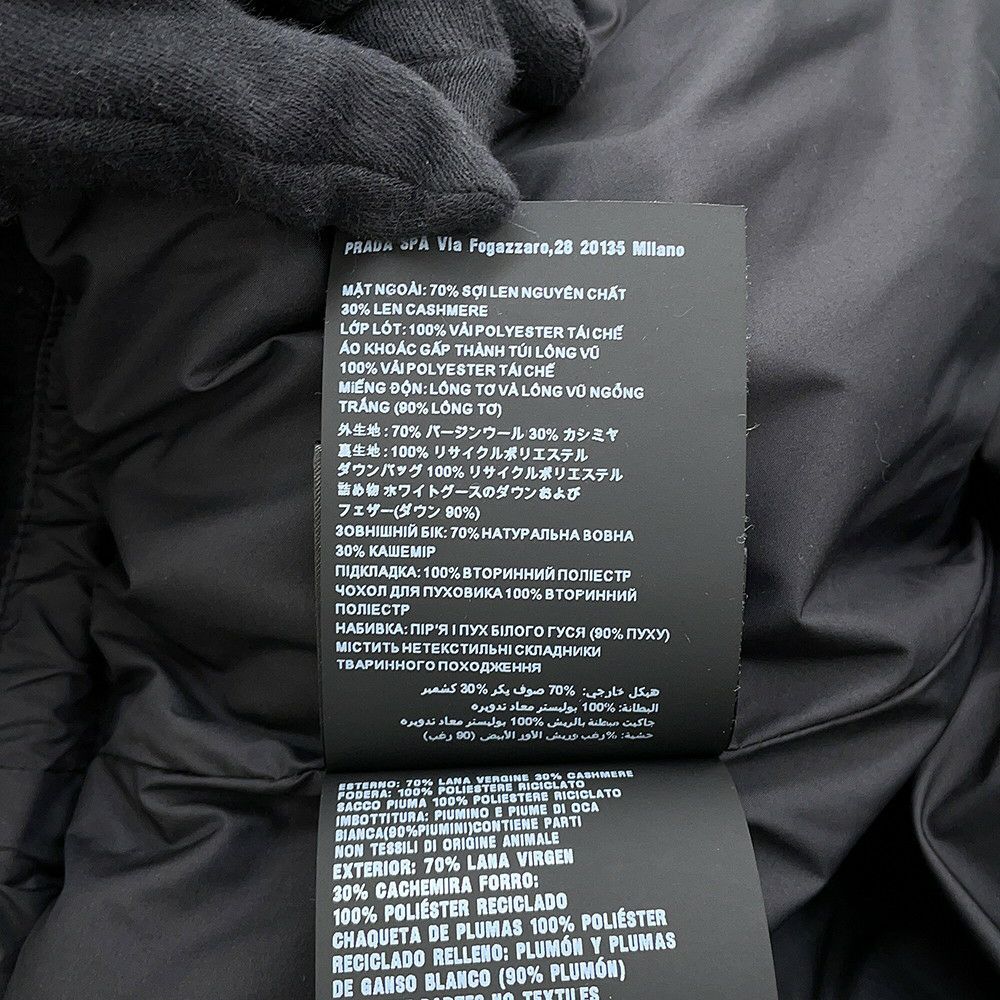 PRADA SPA Via Fogazzaro,28 20135 Milano
MẶT NGOÀI: 70% SỢI LEN NGUYÊN CHẤT
30% LEN CASHMERE
LỚP LÓT: 100% VẢI POLYESTER TÁI CHẾ
ÁO KHOÁC GẤP THÀNH TÚI LÔNG VŨ
100% VẢI POLYESTER TÁI CHẾ
MIẾNG ĐỘN: LÔNG TƠ VÀ LÔNG VŨ NGỖNG
TRẮNG (90% LÔNG TƠ)
外生地 : 70% バージンウール 30% カシミヤ
裏生地 : 100% リサイクルポリエステル
ダウンバッグ 100% リサイクルポリエステル
詰め物 ホワイトグースのダウンおよび
フェザー(ダウン 90%)
ЗОВНІШНІЙ БІК: 70% НАТУРАЛЬНА ВОВНА
30% КАШЕМІР
ПІДКЛАДКА: 100% ВТОРИННИЙ ПОЛІЕСТР
ЧОХОЛ ДЛЯ ПУХОВИКА 100% ВТОРИННИЙ
ПОЛІЕСТР
НАБИВКА: ПІР'Я І ПУХ БІЛОГО ГУСЯ (90% ПУХУ)
МІСТИТЬ НЕТЕКСТИЛЬНІ СКЛАДНИКИ
ТВАРИННОГО ПОХОДЖЕННЯ
هيكل خارجي: 70% صوف بكر 30% كشمير
البطانة: 100% بوليستر معاد تدويره
جاكيت مبطنة بالريش 100% بوليستر معاد تدويره
حشية: %زغب وريش الأوز الأبيض (90 زغب)
ESTERNO: 70% LANA VERGINE 30% CASHMERE
FODERA: 100% POLIESTERE RICICLATO
SACCO PIUMA 100% POLIESTERE RICICLATO
IMBOTTITURA: PIUMINO E PIUME DI OCA
BIANCA(90%PIUMINI)CONTIENE PARTI
NON TESSILI DI ORIGINE ANIMALE
EXTERIOR: 70% LANA VIRGEN
30% CACHEMIRA FORRO:
100% POLIÉSTER RECICLADO
CHAQUETA DE PLUMAS 100% POLIÉSTER
RECICLADO RELLENO: PLUMÓN Y PLUMAS
DE GANSO BLANCO (90% PLUMÓN)
PARTES NO TEXTILES